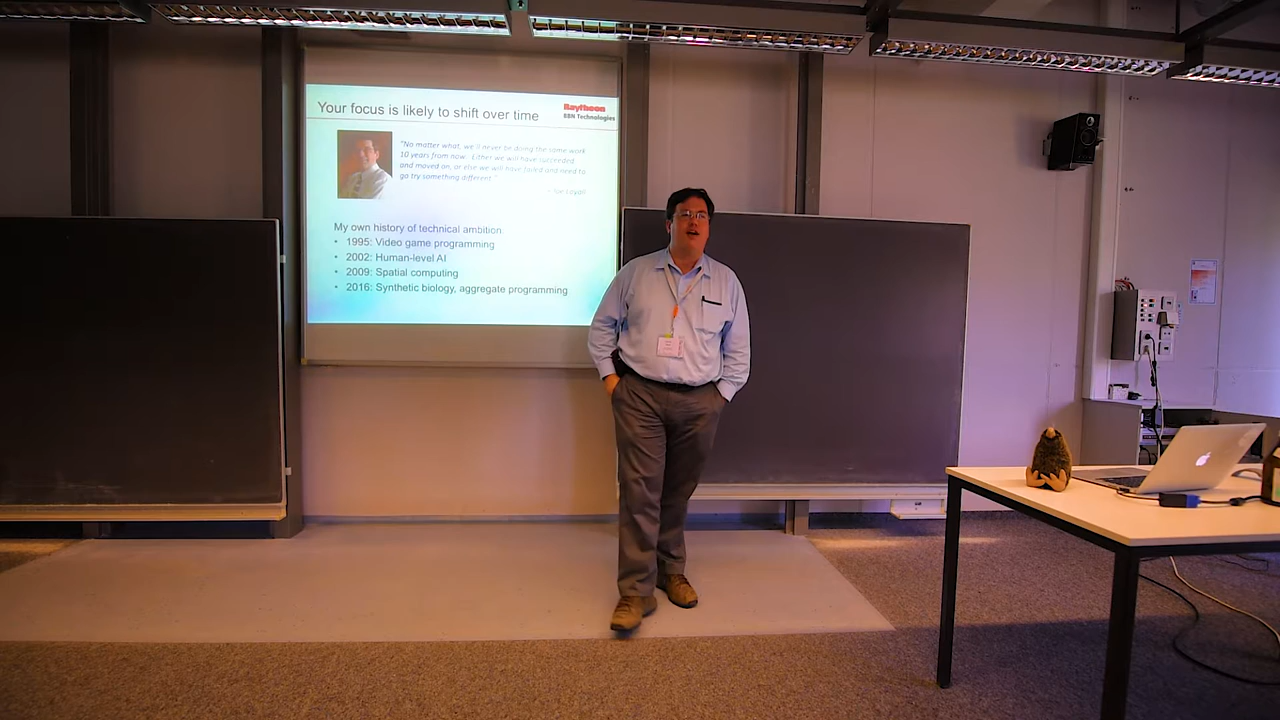 Your focus is likely to shift over time
Raytheon
BBN Technologies
"No matter what, we'll never be doing the same work
10 years from now. Either we will have succeeded
and moved on, or else we will have failed and need to
go try something different."
My own history of technical ambition
• 1995: Video game programming
• 2002: Human-level AI
• 2009: Spatial computing
• 2016: Synthetic biology, aggregate programming